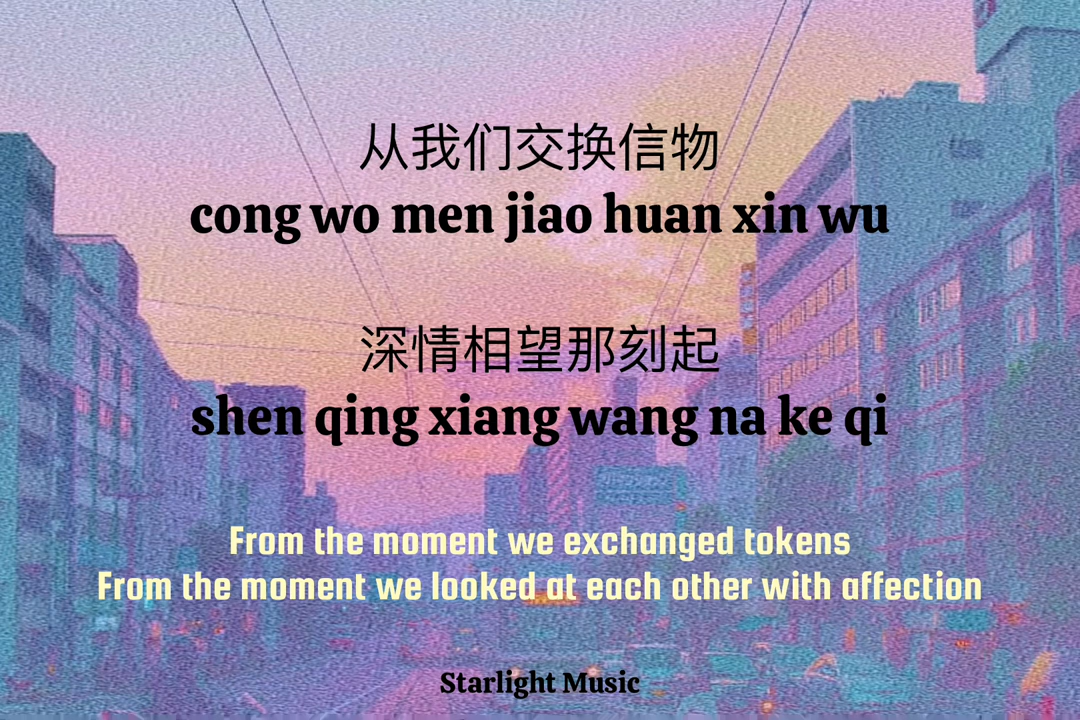 从我们交换信物
cong wo men jiao huan xin wu
深情相望那刻起
shen qing xiang wang na ke qi
From the moment we exchanged tokens
From the moment we looked at each other with affection
Starlight Music